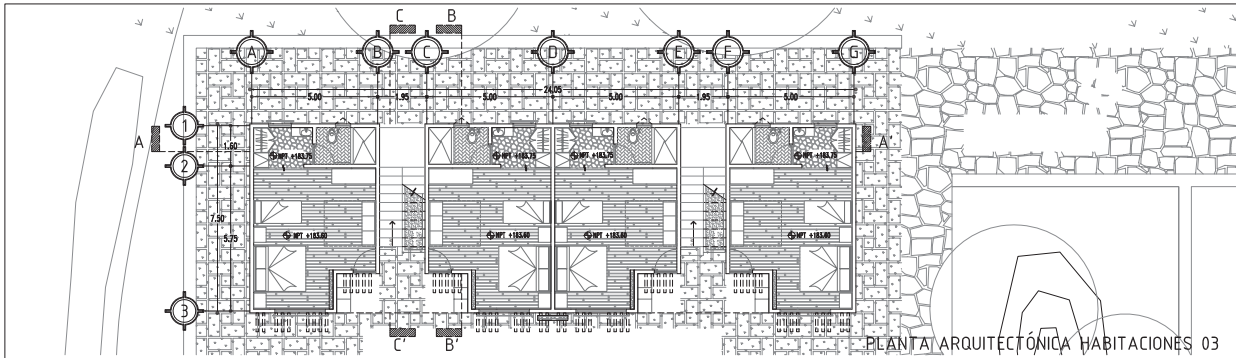 C B
A B C D E F G
24.05
5.00 1.95 5.00 5.00 1.95 5.00
1
A A'
1.60
NPT +183.75 NPT +183.75 NPT +183.75 NPT +183.75
2
7.50
5.75
NPT +183.60 NPT +183.60 NPT +183.60 NPT +183.60
3
C' B'
PLANTA ARQUITECTÓNICA HABITACIONES 03